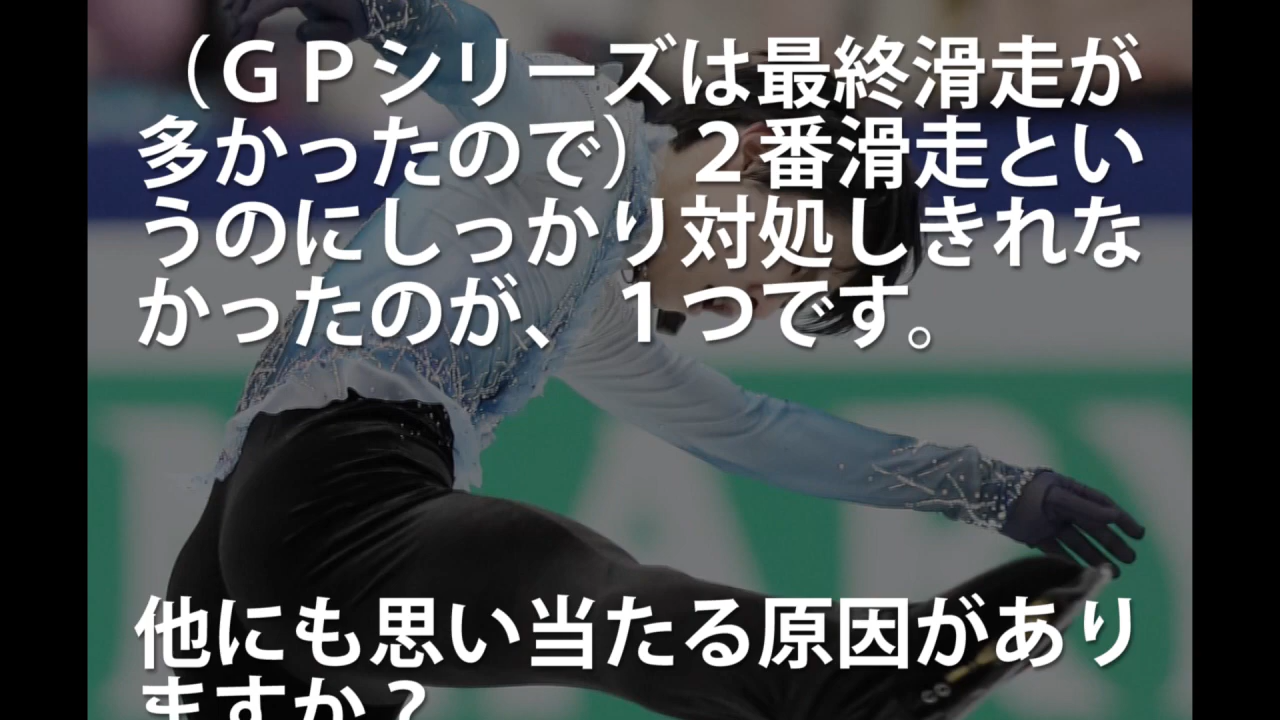 （ＧＰシリーズは最終滑走が
多かったので）２番滑走とい
うのにしっかり対処しきれな
かったのが、１つです。
他にも思い当たる原因があり
ますか？